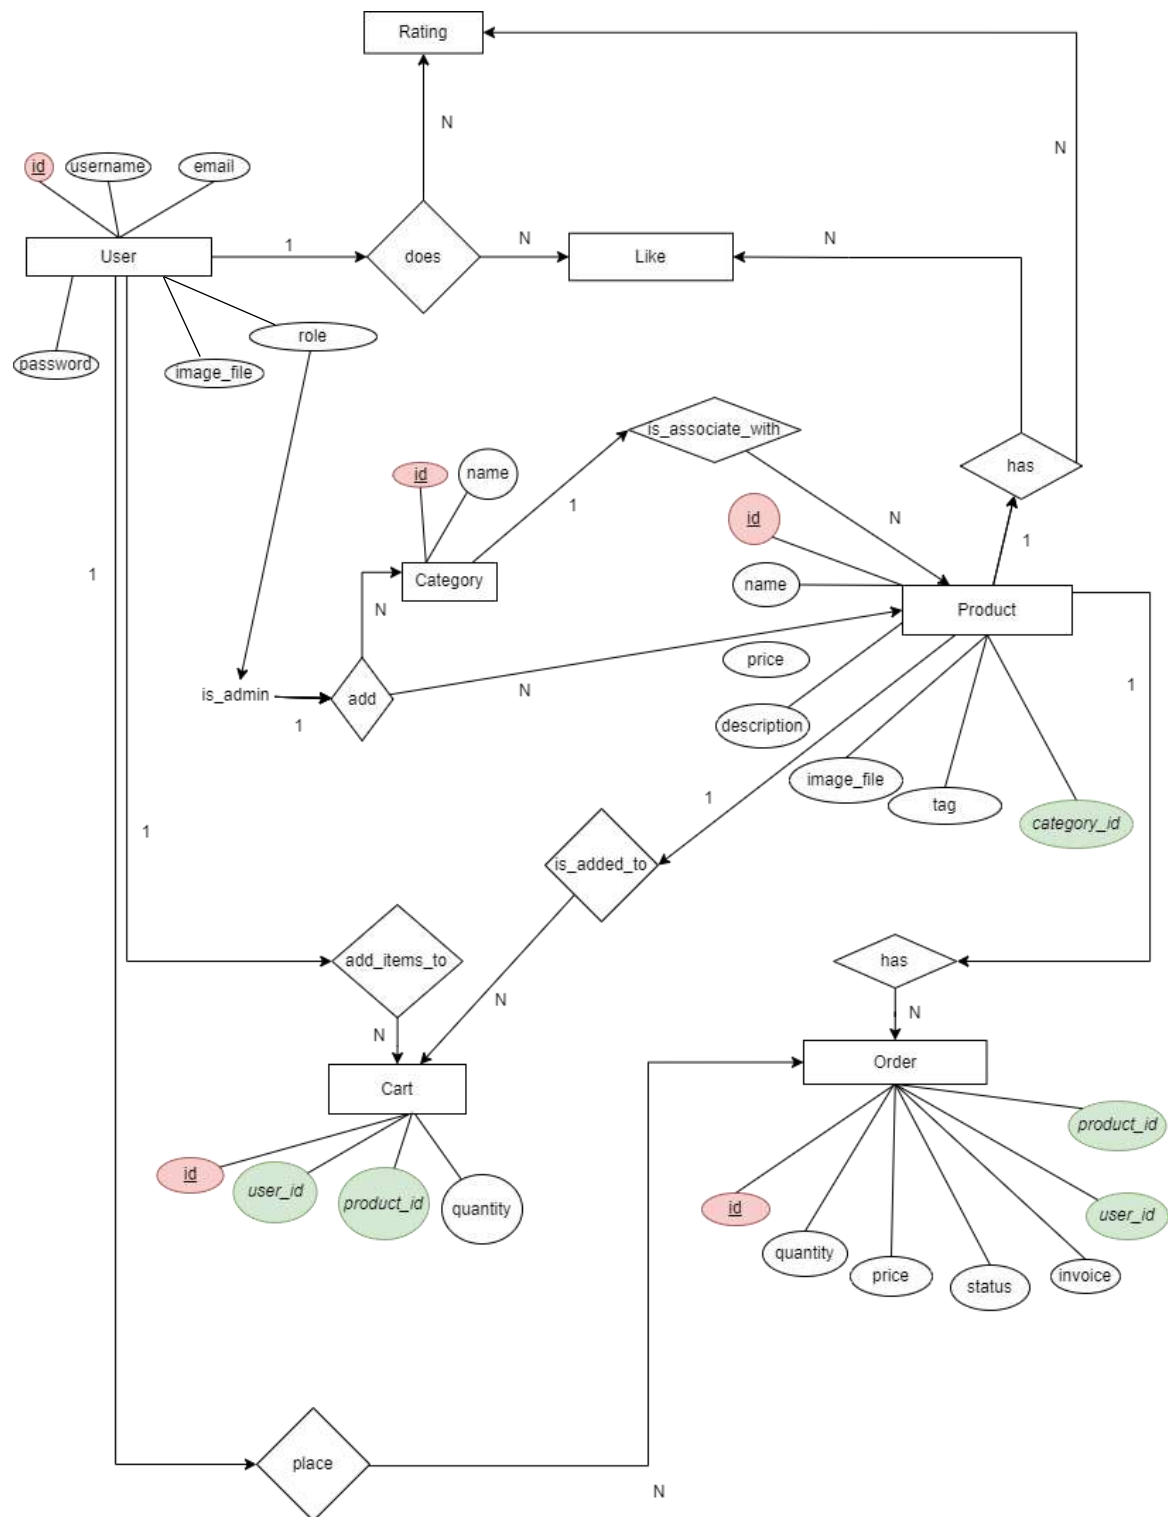 Rating
N
N
id
username
email
User
1
does
N
Like
N
password
image_file
role
is_associate_with
has
id
name
1
N
id
1
Category
name
Product
1
N
price
is_admin
1
add
N
description
1
image_file
tag
category_id
1
1
is_added_to
add_items_to
has
N
N
N
Cart
Order
id
user_id
product_id
quantity
product_id
id
user_id
quantity
price
status
invoice
place
N